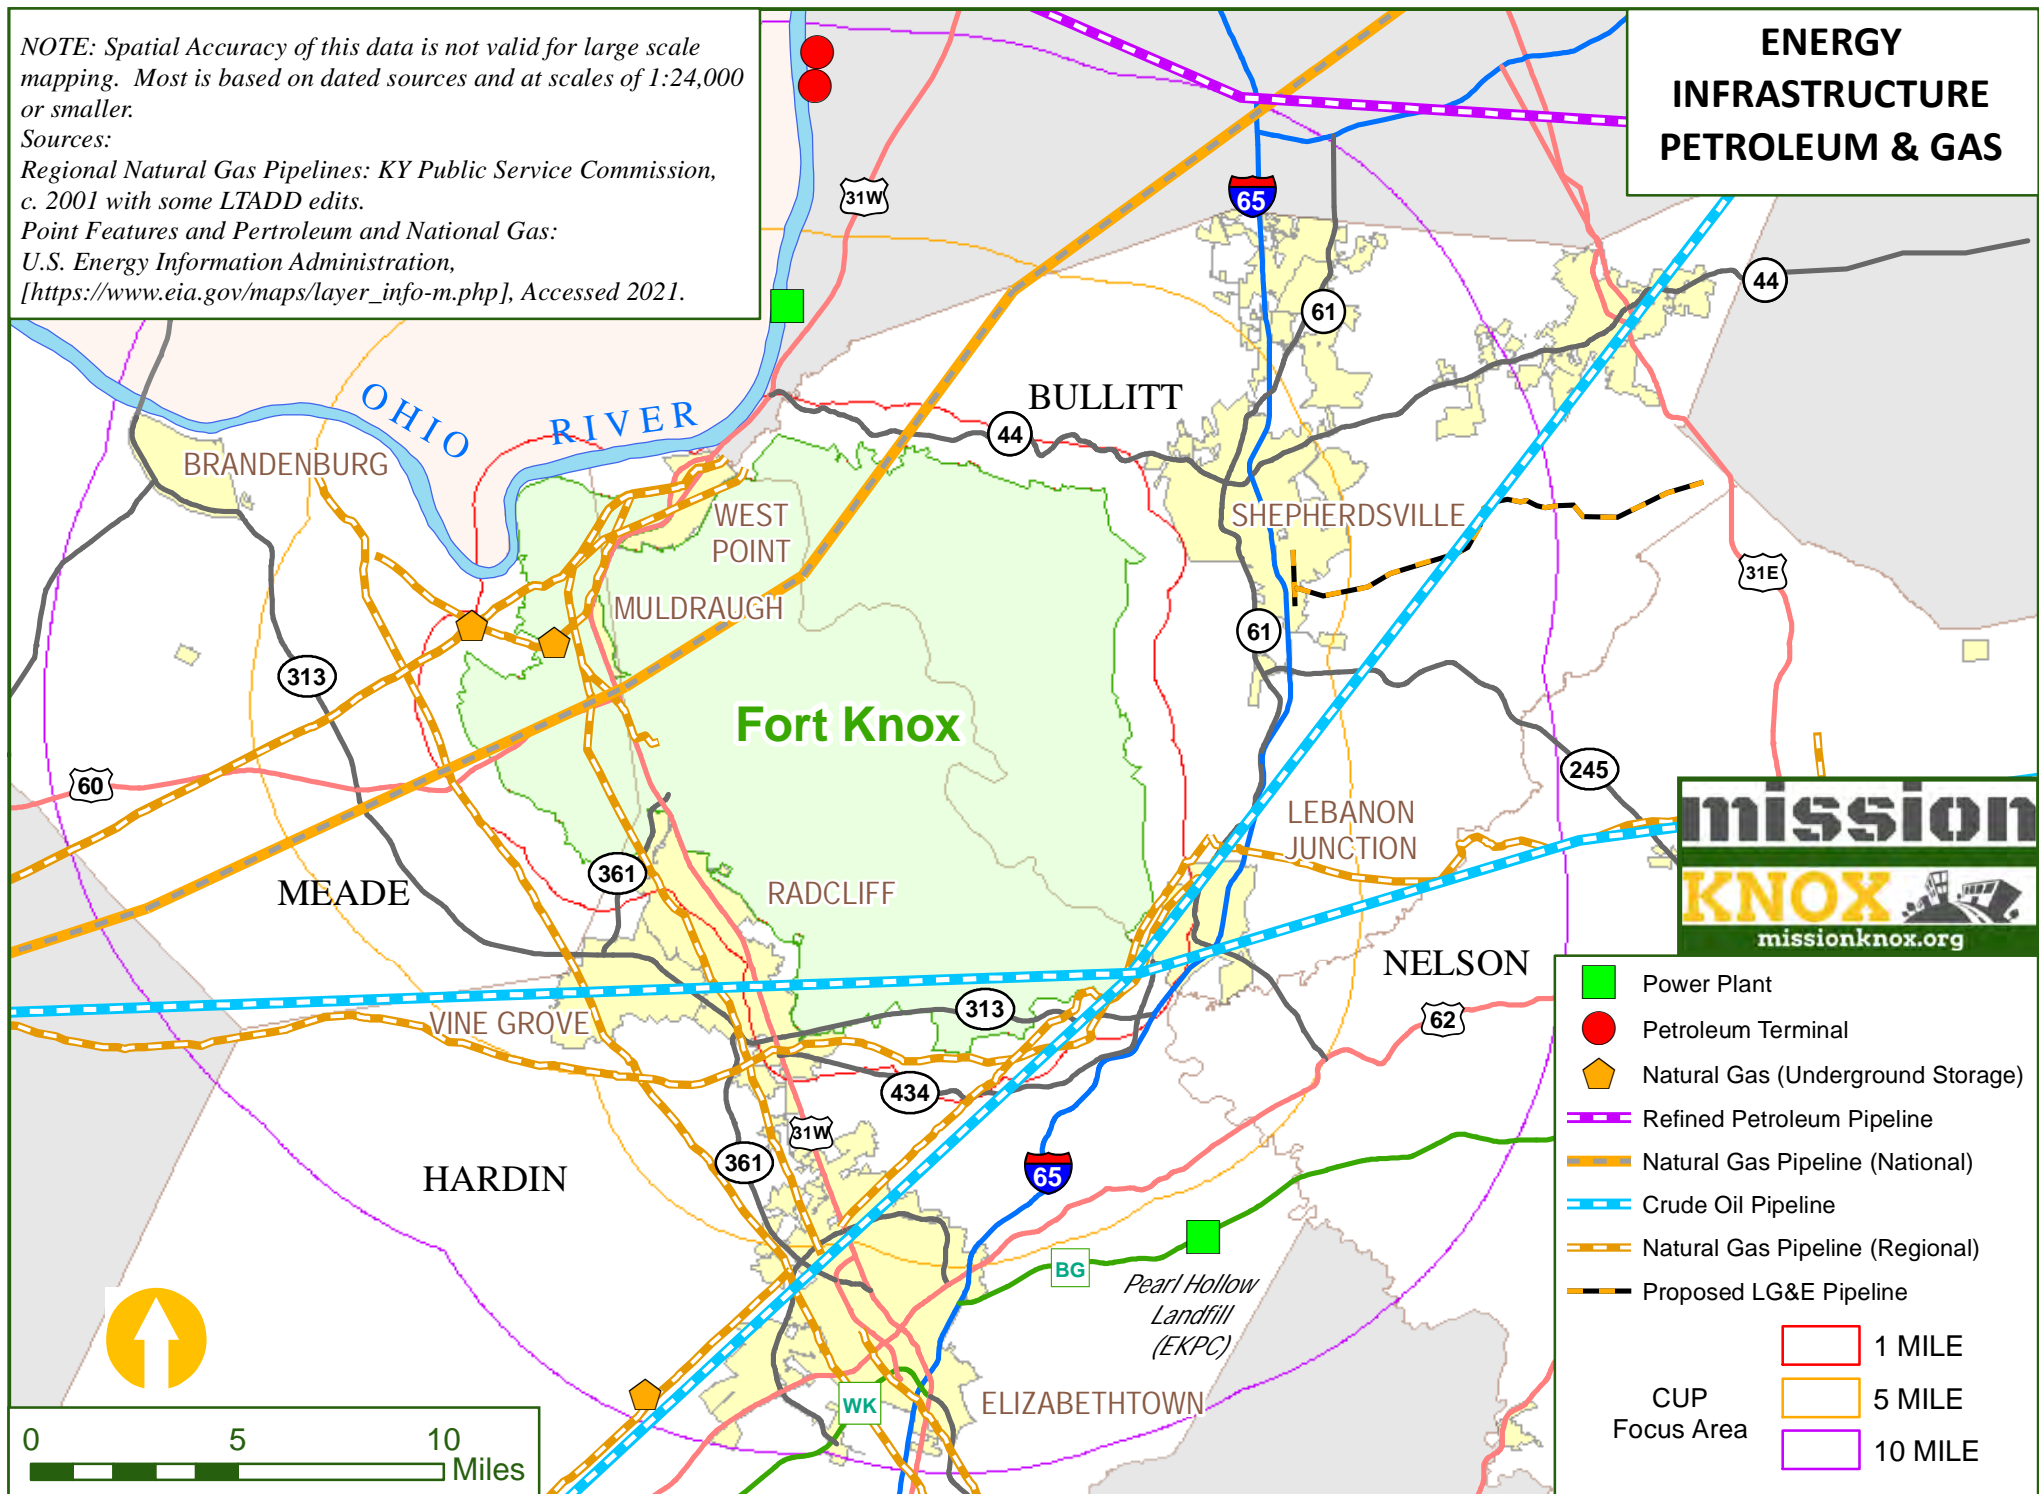 NOTE: Spatial Accuracy of this data is not valid for large scale
mapping. Most is based on dated sources and at scales of 1:24,000
or smaller.
Sources:
Regional Natural Gas Pipelines: KY Public Service Commission,
c. 2001 with some LTADD edits.
Point Features and Pertroleum and National Gas:
U.S. Energy Information Administration,
[https://www.eia.gov/maps/layer_info-m.php], Accessed 2021.
ENERGY
INFRASTRUCTURE
PETROLEUM & GAS
31W
65
44
61
OHIO RIVER
BULLITT
44
BRANDENBURG
WEST
POINT
SHEPHERDSVILLE
31E
MULDRAUGH
61
313
Fort Knox
60
245
LEBANON
JUNCTION
361
MEADE
RADCLIFF
mission
KNOX
missionknox.org
NELSON
313
VINE GROVE
62
434
31W
361
65
HARDIN
BG
Pearl Hollow
Landfill
(EKPC)
WK
ELIZABETHTOWN
Power Plant
Petroleum Terminal
Natural Gas (Underground Storage)
Refined Petroleum Pipeline
Natural Gas Pipeline (National)
Crude Oil Pipeline
Natural Gas Pipeline (Regional)
Proposed LG&E Pipeline
CUP
Focus Area
1 MILE
5 MILE
10 MILE
0 5 10
Miles